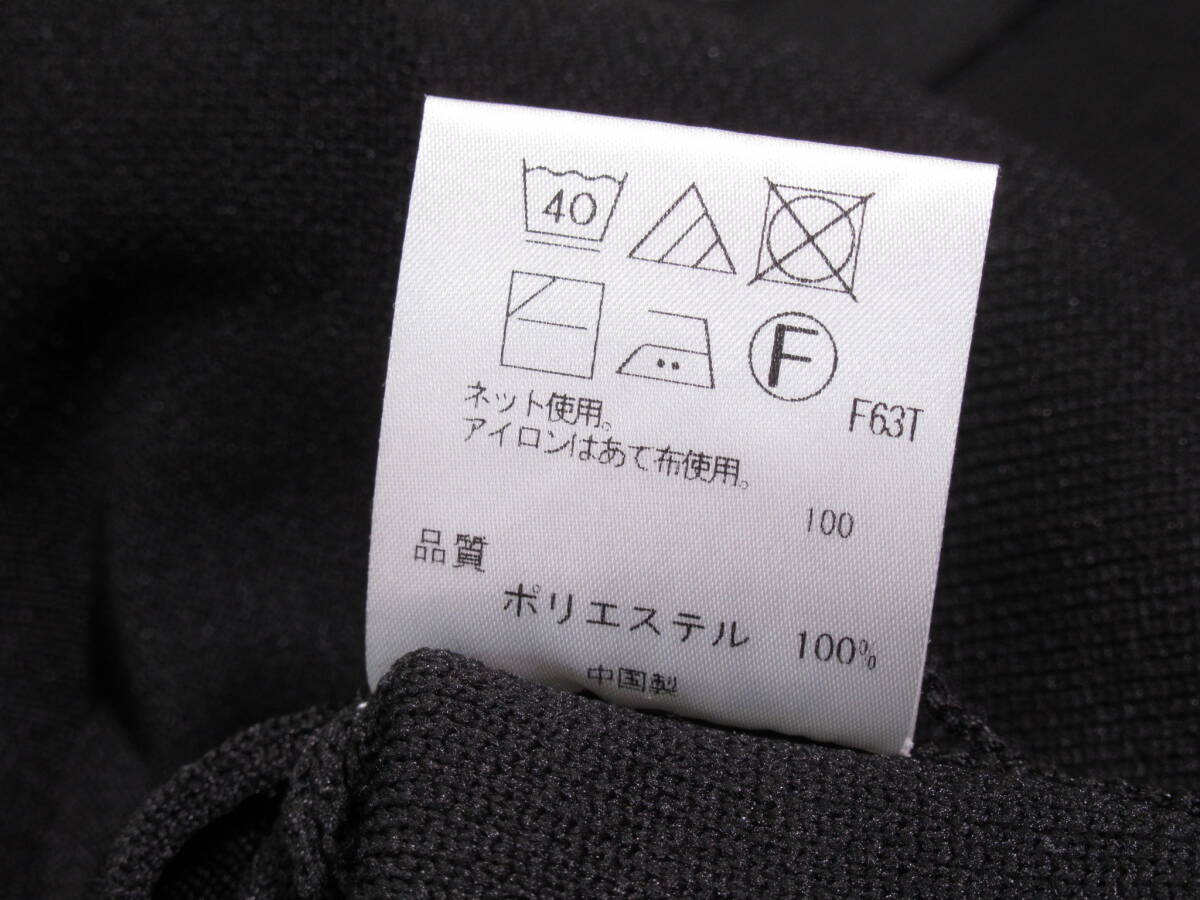 40
F
F63T
ネット使用。
アイロンはあて布使用。
100
品質
ポリエステル 100%
中国製